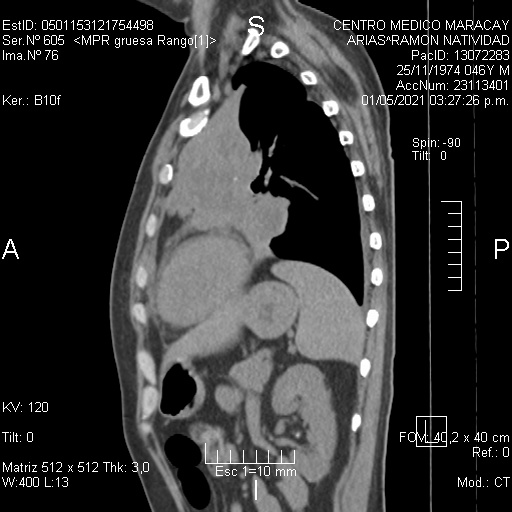 EstID: 0501153121754498
Ser.Nº 605 <MPR gruesa Rango[1]>
Ima.Nº 76
Ker.: B10f
S
CENTRO MEDICO MARACAY
ARIAS^RAMON NATIVIDAD
PacID: 13072283
25/11/1974 046Y M
AccNum: 23113401
01/05/2021 03:27:26 p.m.
Spin: -90
Tilt: 0
A
P
KV: 120
Tilt: 0
Matriz 512 x 512 Thk: 3,0
W:400 L:13
Esc 1=10 mm
I
FOM: 40,2 x 40 cm
Ref.: 0
Mod.: CT